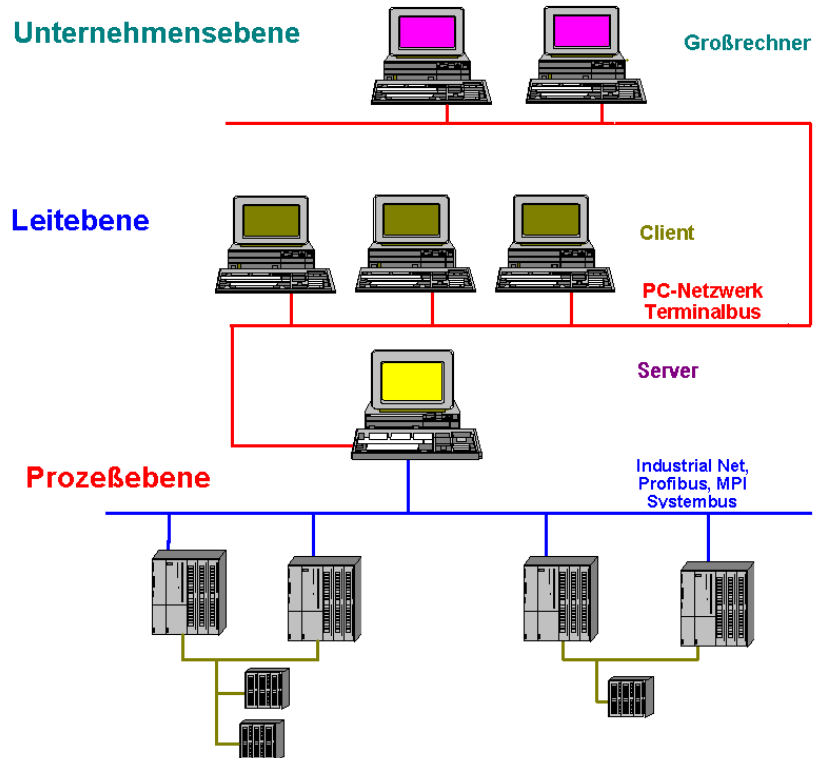 Unternehmensebene
Großrechner
Leitebene
Client
PC-Netzwerk
Terminalbus
Server
Prozeßebene
Industrial Net,
Profibus, MPI
Systembus